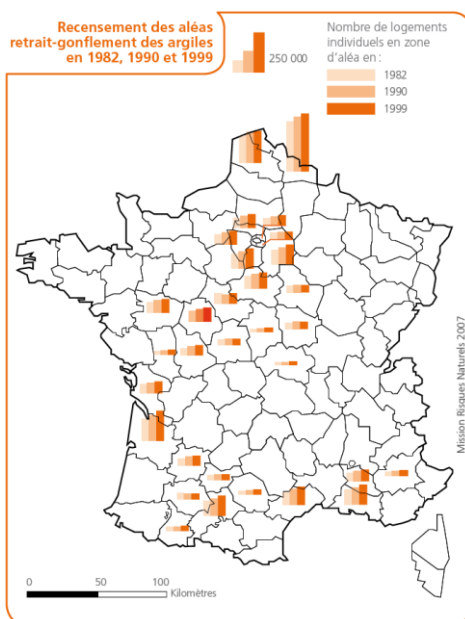 Recensement des aléas
retrait-gonflement des argiles
en 1982, 1990 et 1999
250 000
Nombre de logements
individuels en zone
d'aléa en :
1982
1990
1999
Mission Risques Naturels 2007
0 50 100
Kilomètres